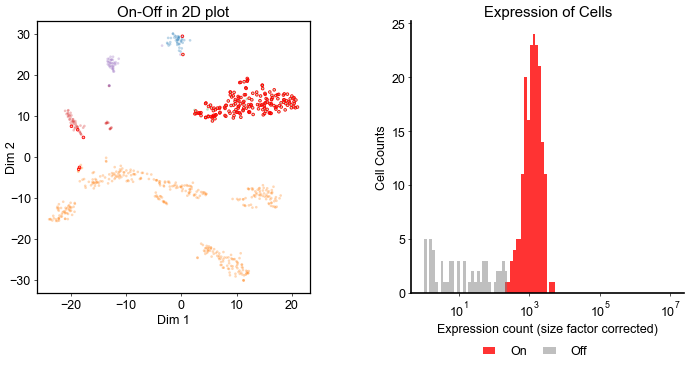 On-Off in 2D plot
Expression of Cells
30
20
10
0
−10
−20
−30
Dim 2
−20 −10 0 10 20
Dim 1
25
20
15
10
5
0
Cell Counts
10^1 10^3 10^5 10^7
Expression count (size factor corrected)
On Off